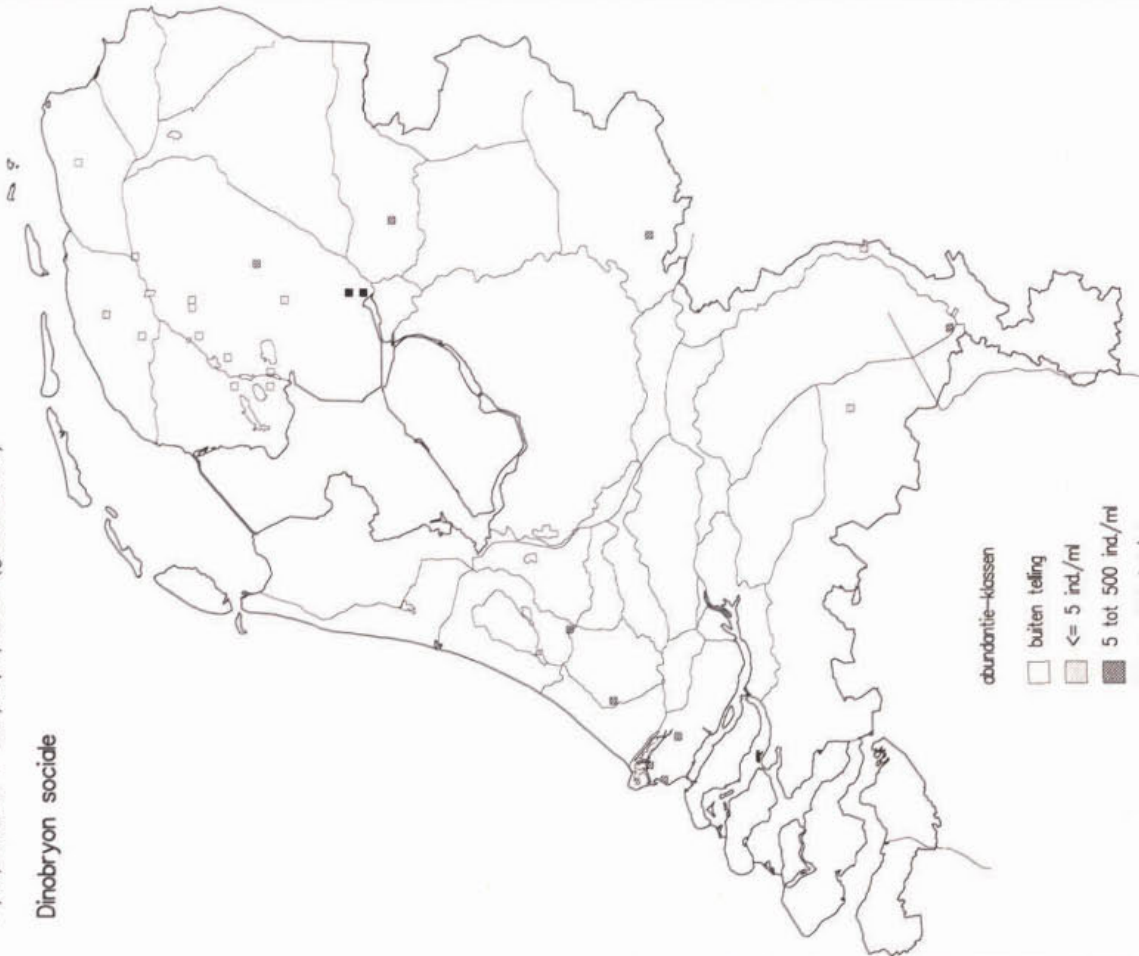 Dinobryon sociale
abundantie-klassen
buiten telling
<= 5 ind./ml
5 tot 500 ind./ml